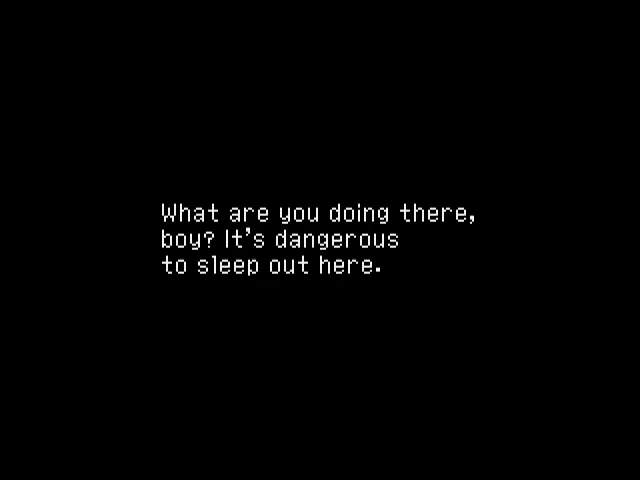 What are you doing there,
boy? It's dangerous
to sleep out here.